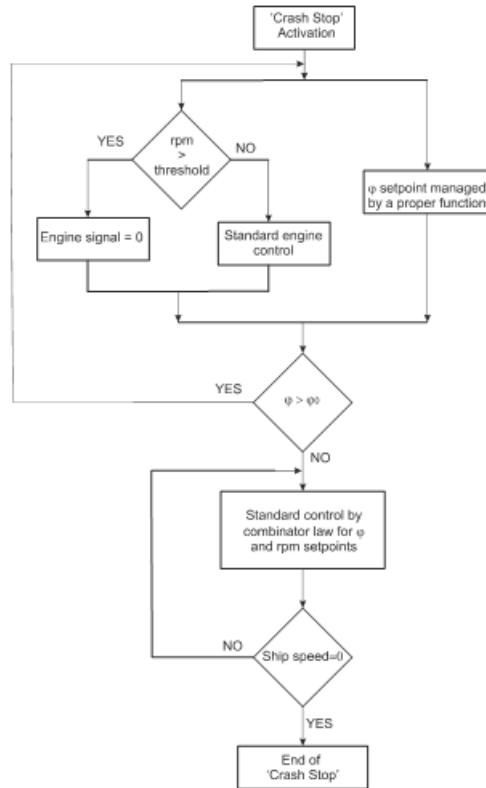 'Crash Stop'
Activation
YES
rpm
>
threshold
NO
φ setpoint managed
by a proper function
Engine signal = 0
Standard engine
control
YES
φ > φ0
NO
Standard control by
combinator law for φ
and rpm setpoints
NO
Ship speed=0
YES
End of
'Crash Stop'